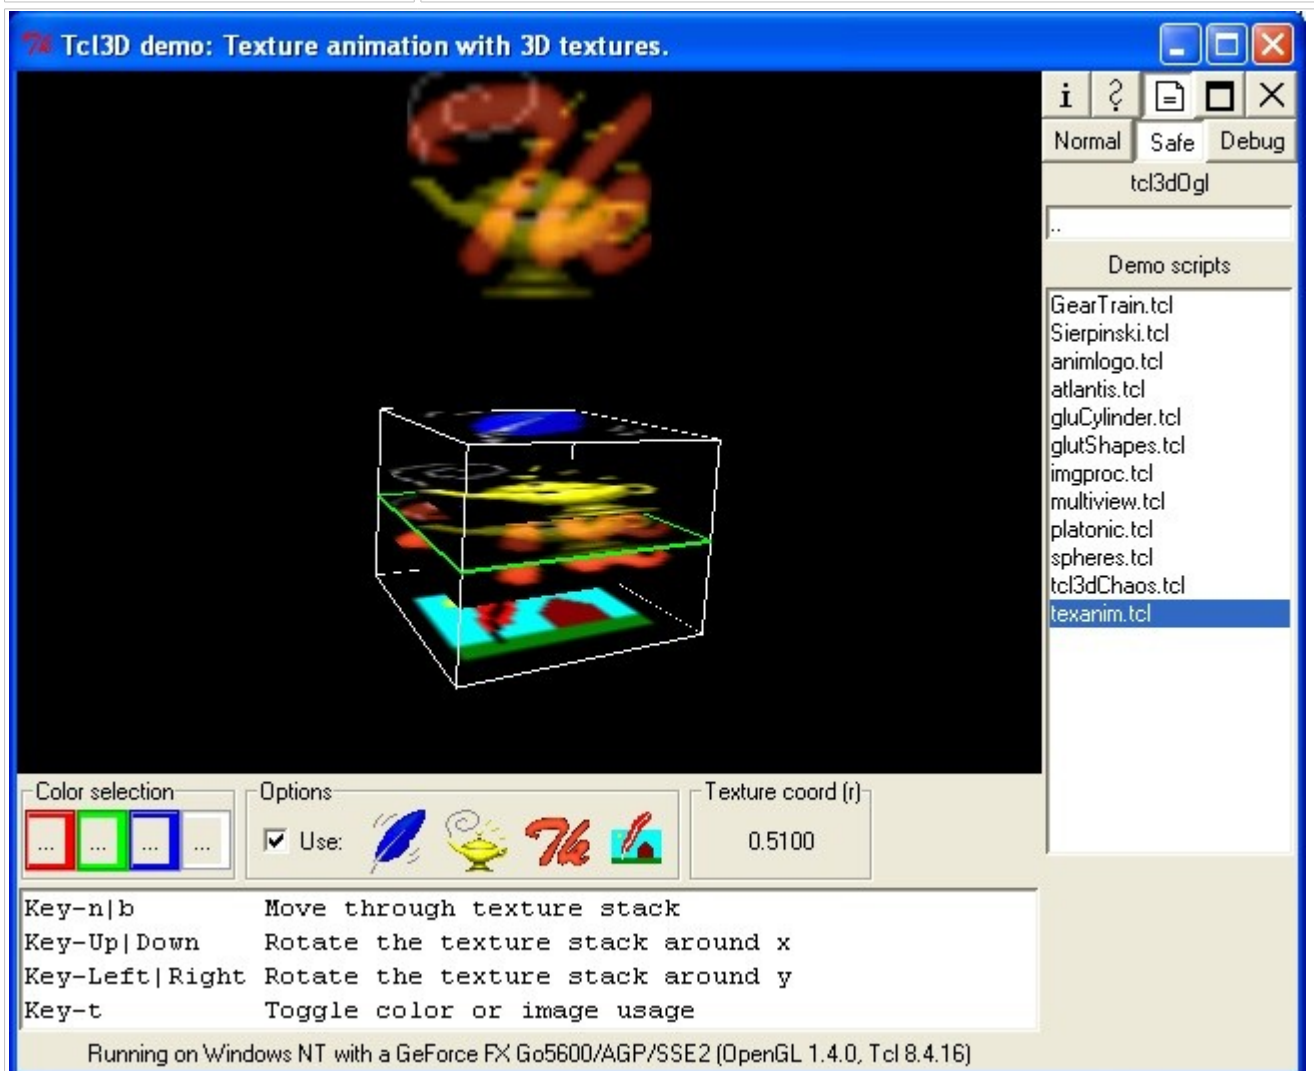 Tcl3D demo: Texture animation with 3D textures.
Normal Safe Debug
tcl3dOgl
..
Demo scripts
GearTrain.tcl
Sierpinski.tcl
animlogo.tcl
atlantis.tcl
gluCylinder.tcl
glutShapes.tcl
imgproc.tcl
multiview.tcl
platonic.tcl
spheres.tcl
tcl3dChaos.tcl
texanim.tcl
Color selection
... ... ... ...
Options
Use:
Texture coord (r)
0.5100
Key-n|b Move through texture stack
Key-Up|Down Rotate the texture stack around x
Key-Left|Right Rotate the texture stack around y
Key-t Toggle color or image usage
Running on Windows NT with a GeForce FX Go5600/AGP/SSE2 (OpenGL 1.4.0, Tcl 8.4.16)